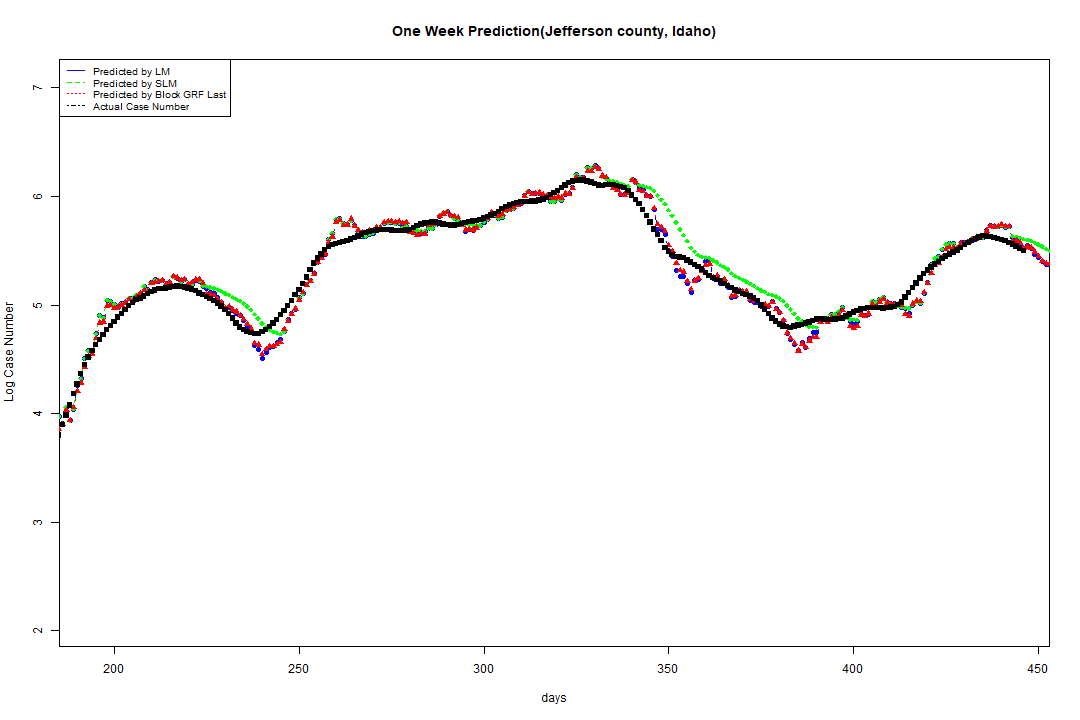 One Week Prediction(Jefferson county, Idaho)
Predicted by LM
Predicted by SLM
Predicted by Block GRF Last
Actual Case Number
7
6
5
4
3
2
Log Case Number
200 250 300 350 400 450
days